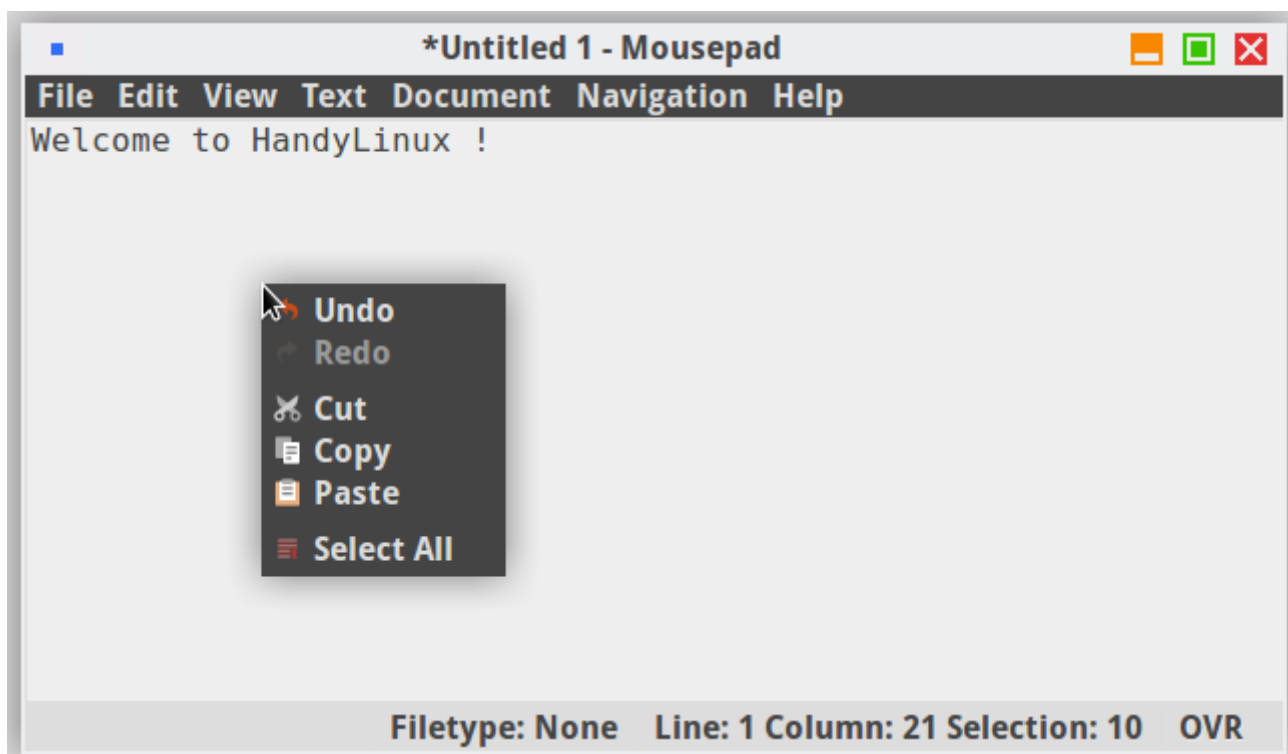 *Untitled 1 - Mousepad
File Edit View Text Document Navigation Help
Welcome to HandyLinux !
Undo
Redo
Cut
Copy
Paste
Select All
Filetype: None Line: 1 Column: 21 Selection: 10 OVR